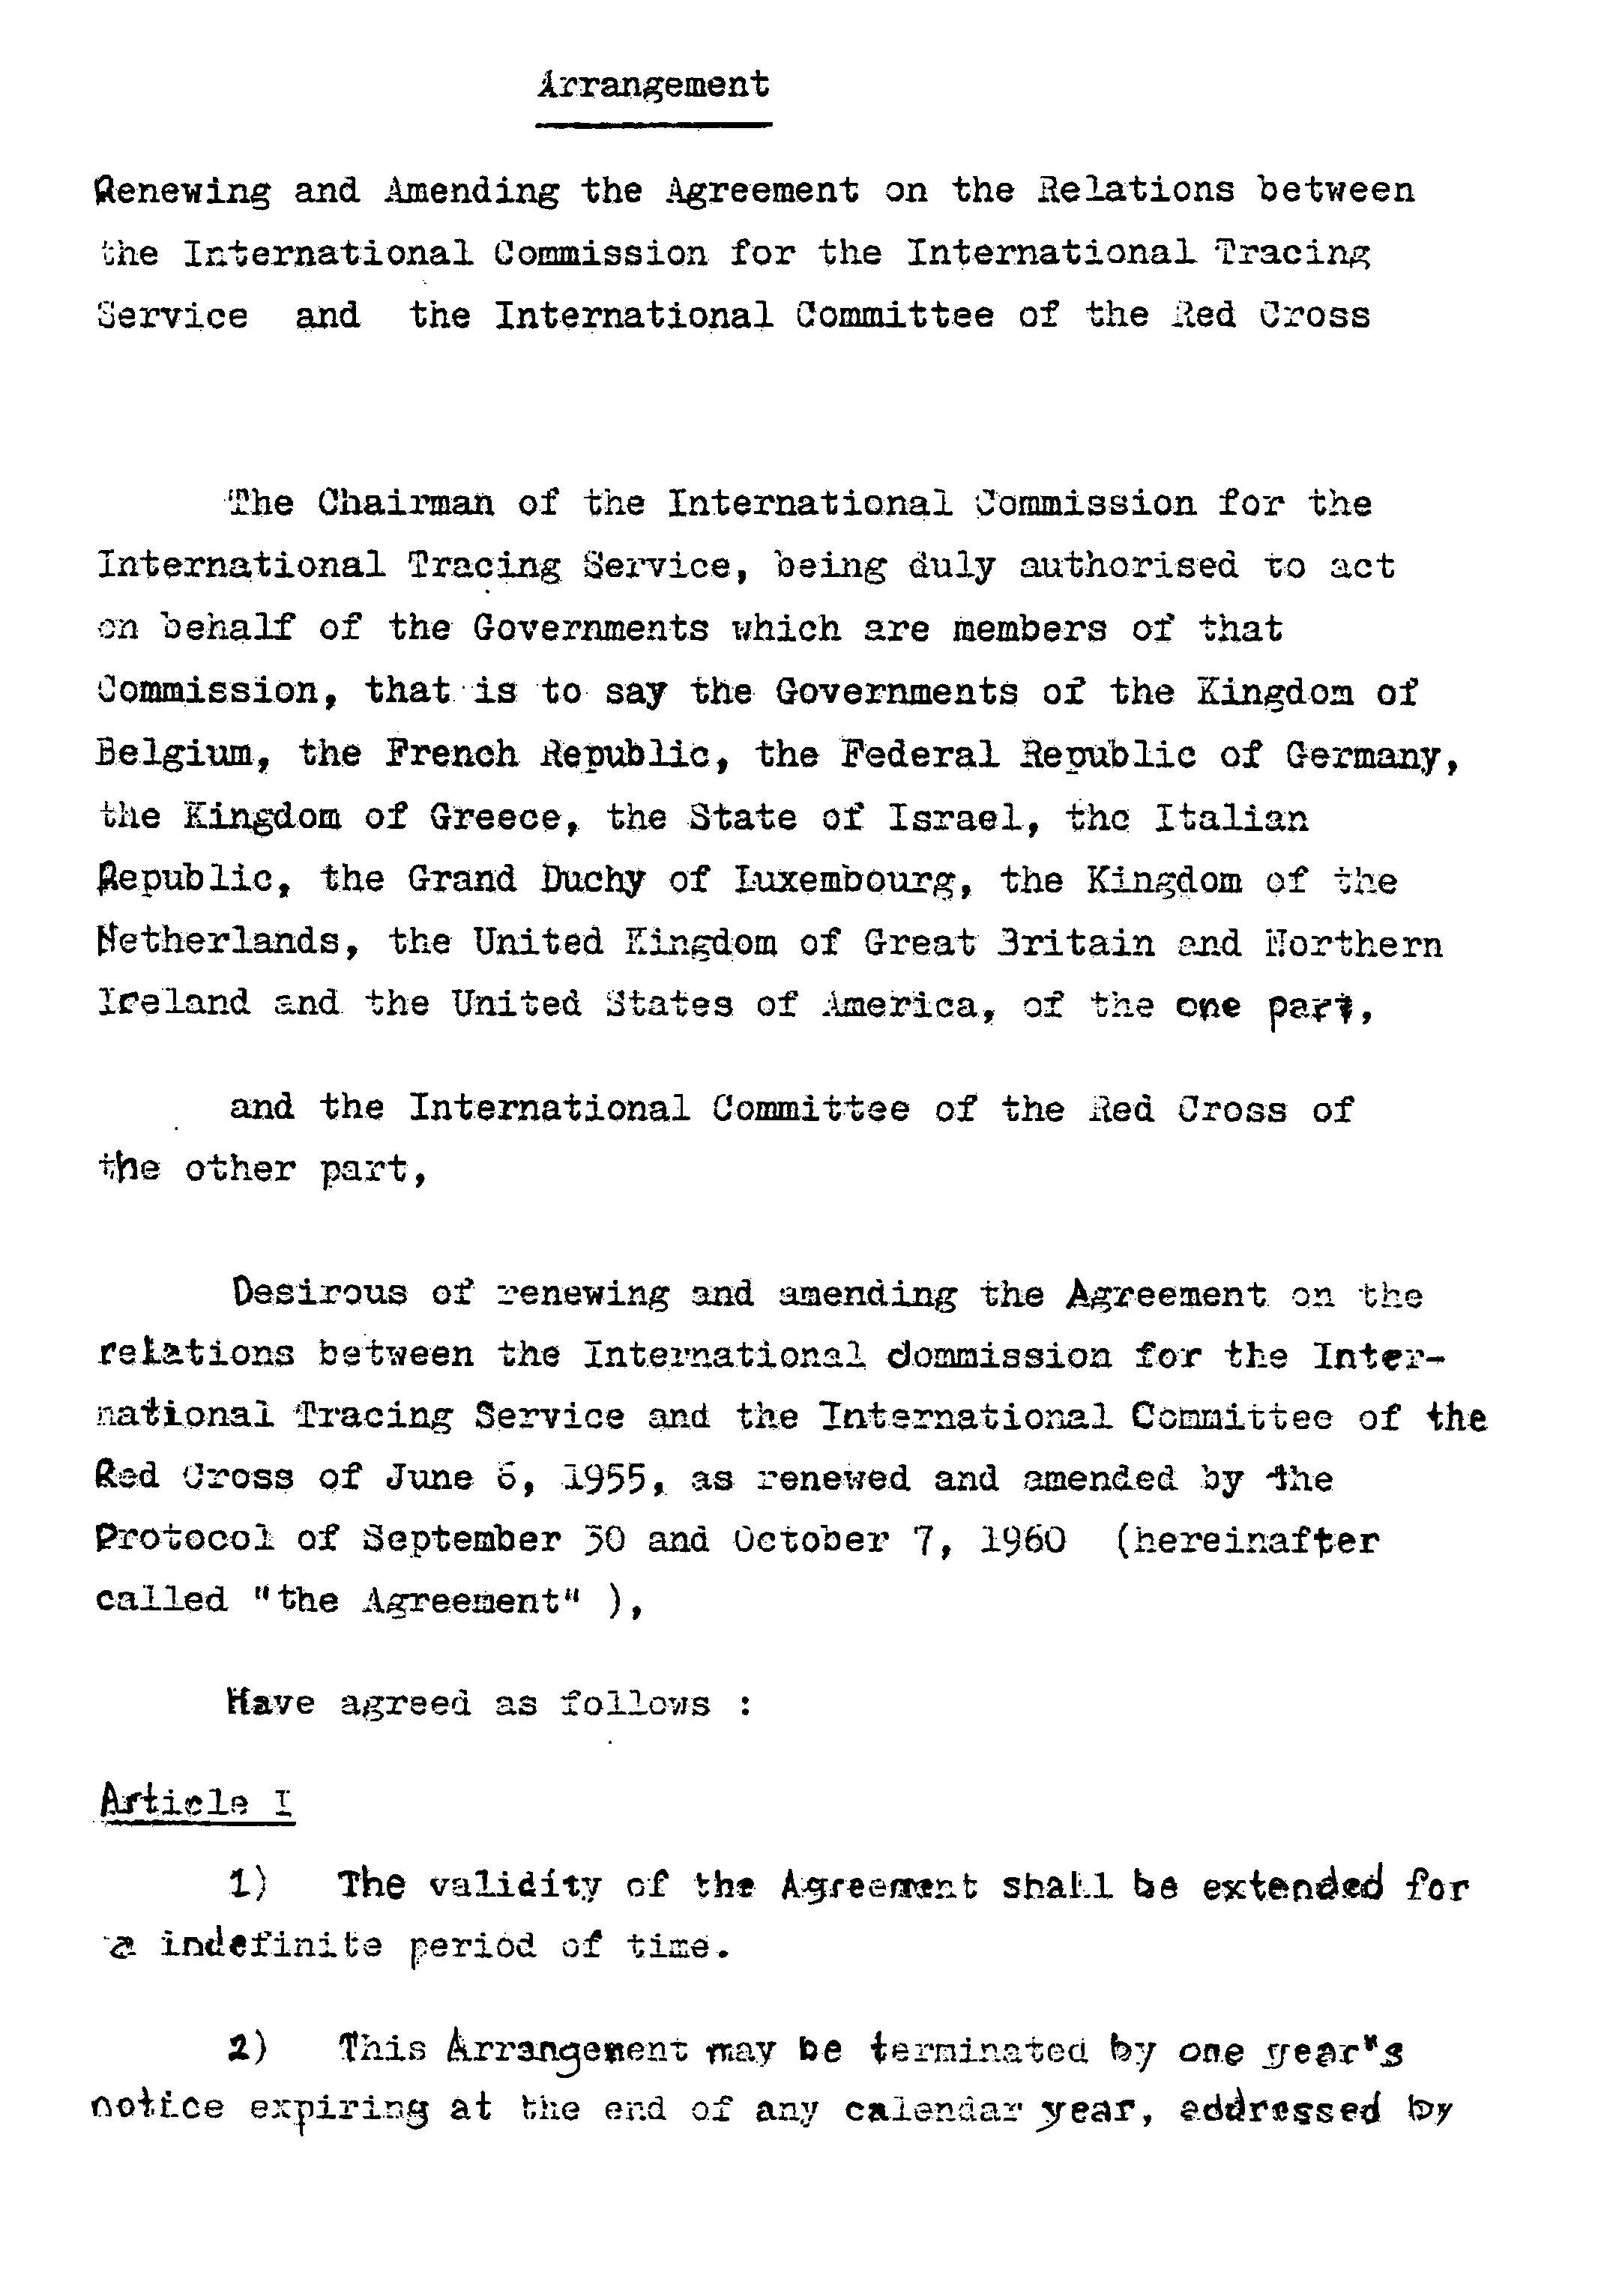 Arrangement
Renewing and Amending the Agreement on the Relations between
the International Commission for the International Tracing
Service and the International Committee of the Red Cross
The Chairman of the International Commission for the
International Tracing Service, being duly authorised to act
on behalf of the Governments which are members of that
Commission, that is to say the Governments of the Kingdom of
Belgium, the French Republic, the Federal Republic of Germany,
the Kingdom of Greece, the State of Israel, the Italian
Republic, the Grand Duchy of Luxembourg, the Kingdom of the
Netherlands, the United Kingdom of Great Britain and Northern
Ireland and the United States of America, of the one part,
and the International Committee of the Red Cross of
the other part,
Desirous of renewing and amending the Agreement on the
relations between the International Commission for the Inter-
national Tracing Service and the International Committee of the
Red Cross of June 6, 1955, as renewed and amended by the
Protocol of September 30 and October 7, 1960 (hereinafter
called "the Agreement" ),
Have agreed as follows :
Article I
1) The validity of the Agreement shall be extended for
a indefinite period of time.
2) This Arrangement may be terminated by one year"s
notice expiring at the end of any calendar year, addressed by